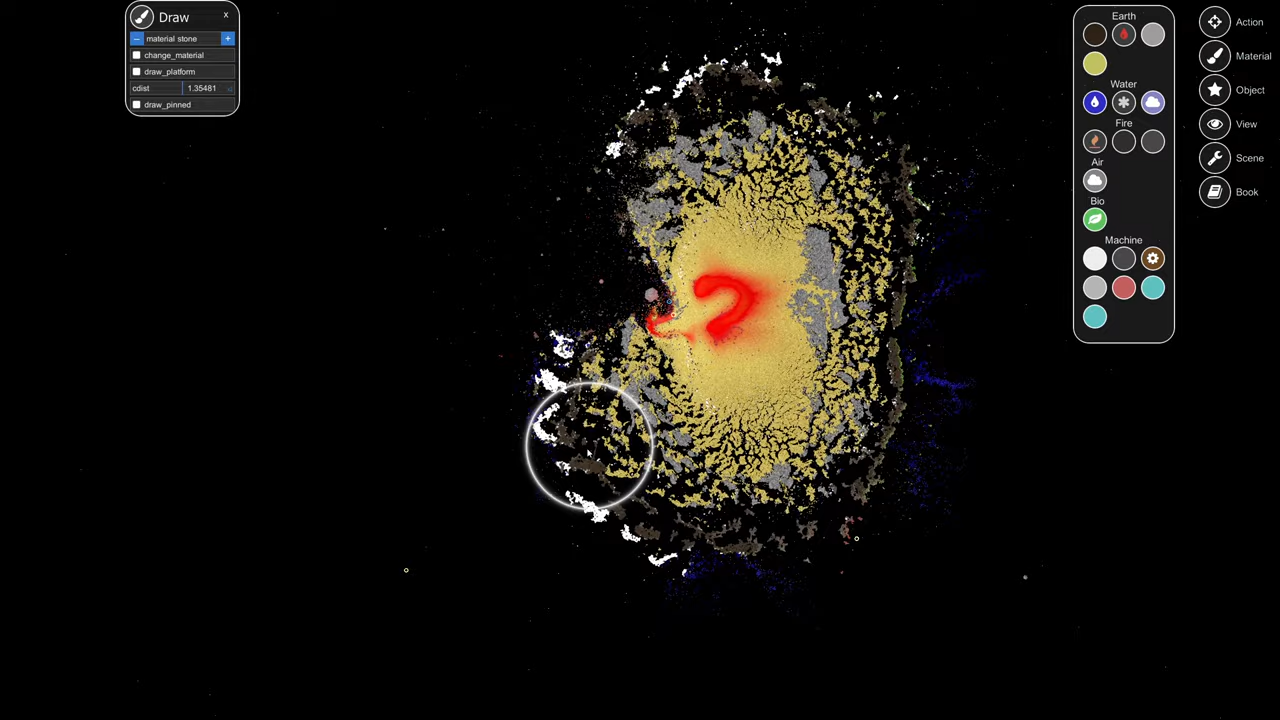 Draw x
– material stone +
change_material
draw_platform
cdist 1.35481
draw_pinned
Earth
Water
Fire
Air
Bio
Machine
Action
Material
Object
View
Scene
Book